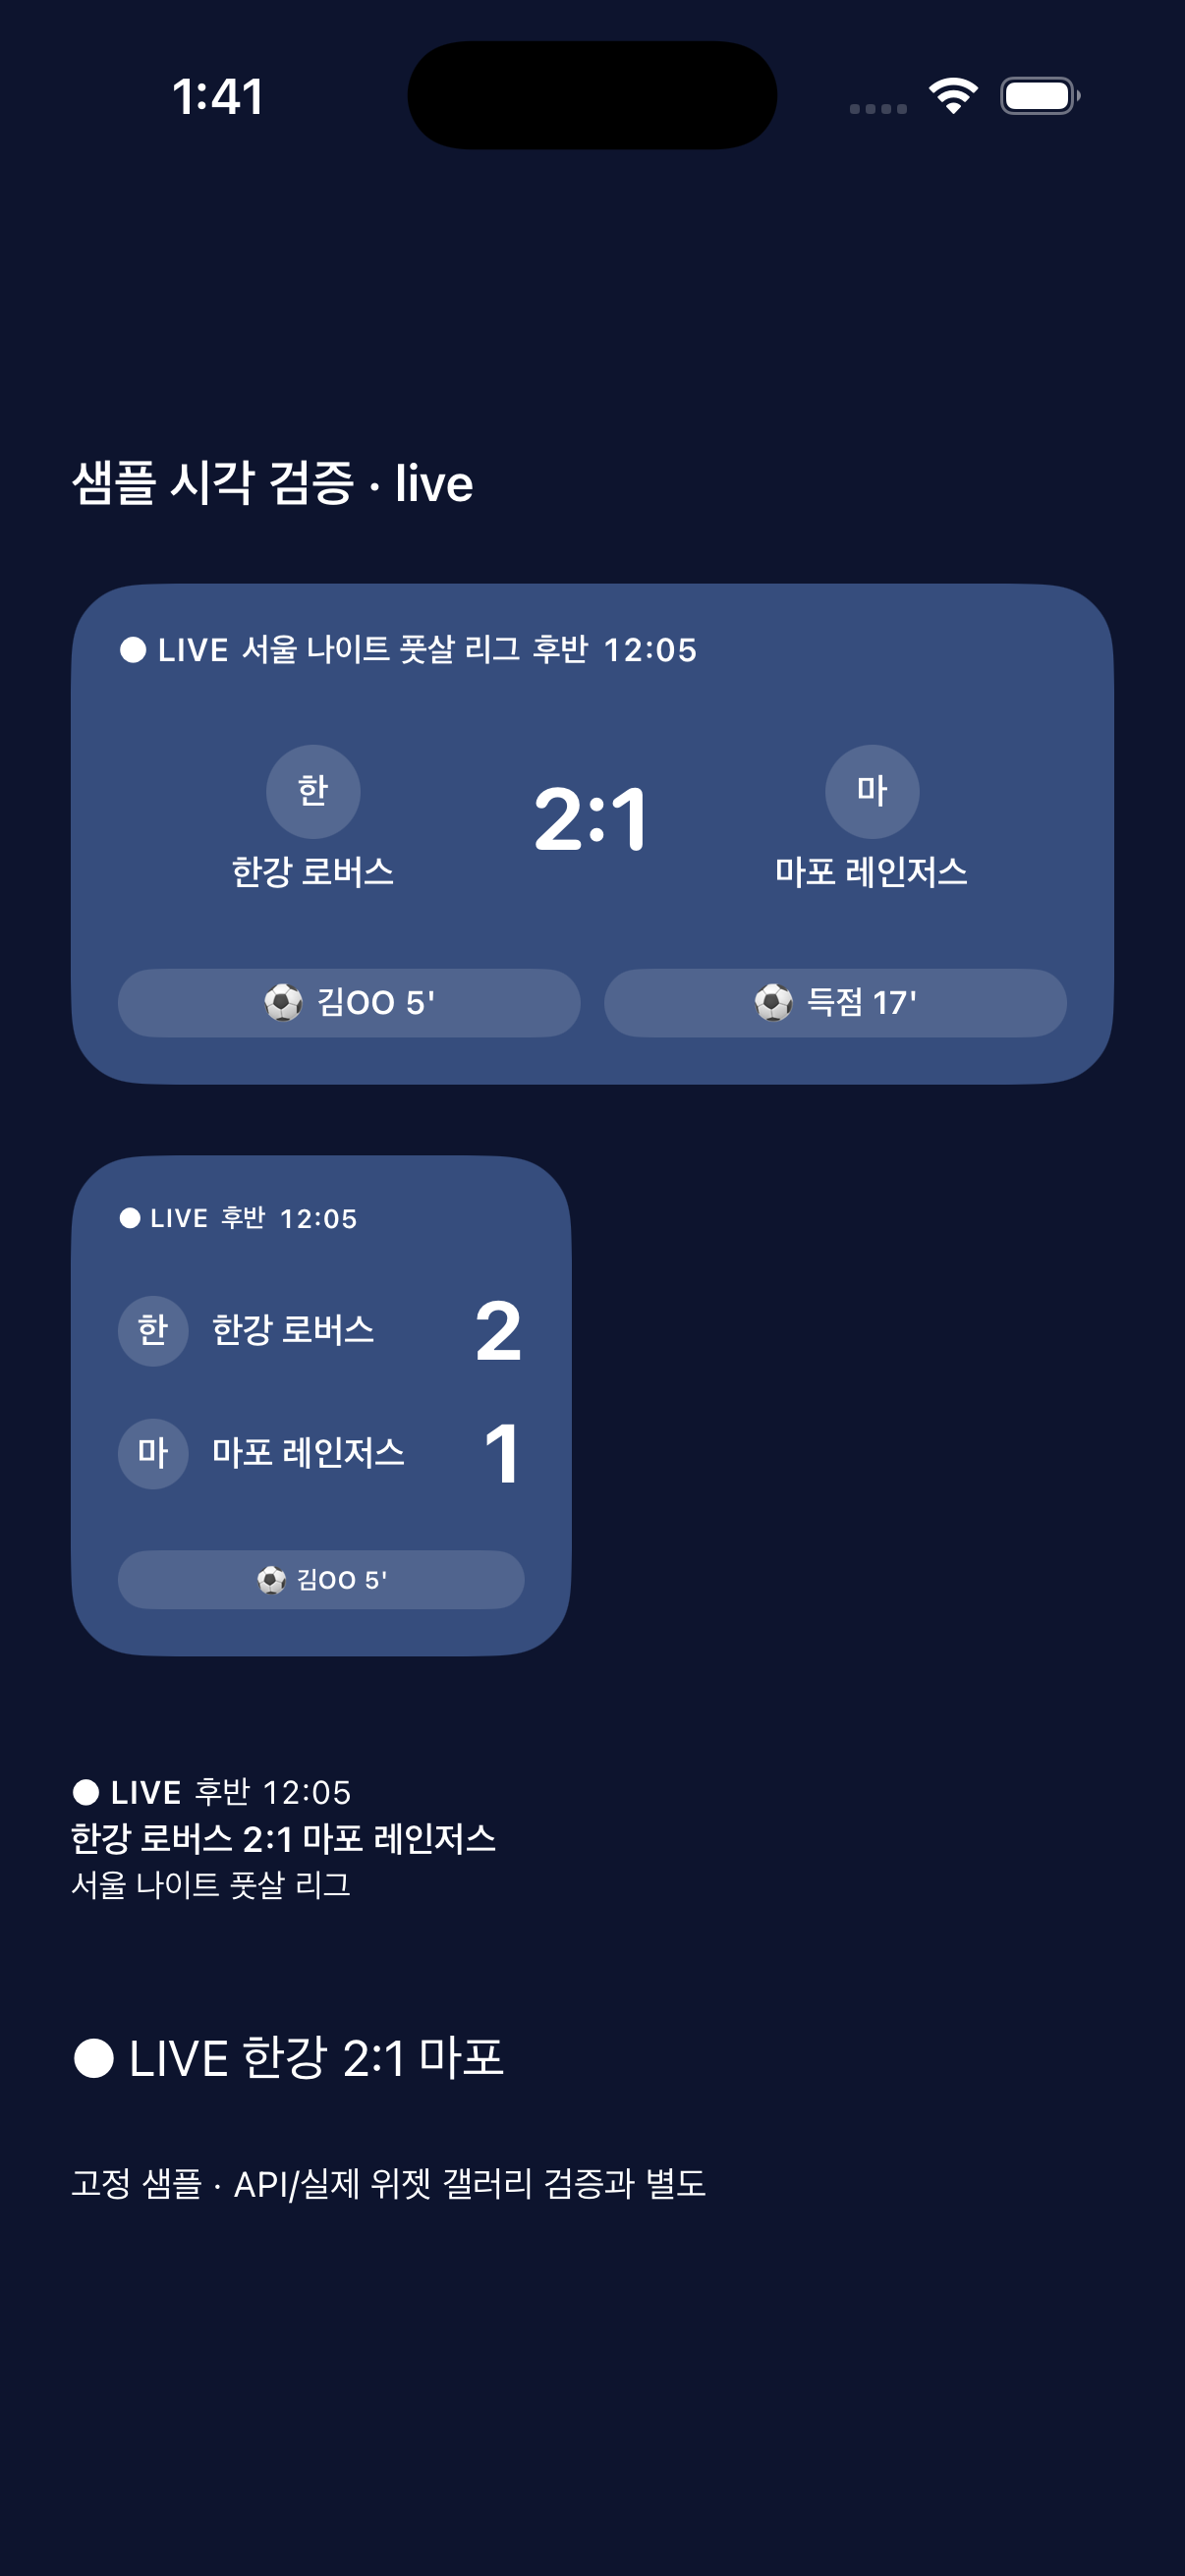 1:41
샘플 시각 검증 · live
● LIVE 서울 나이트 풋살 리그 후반 12:05
한 2:1 마
한강 로버스 마포 레인저스
⚽ 김OO 5' ⚽ 득점 17'
● LIVE 후반 12:05
한 한강 로버스 2
마 마포 레인저스 1
⚽ 김OO 5'
● LIVE 후반 12:05
한강 로버스 2:1 마포 레인저스
서울 나이트 풋살 리그
● LIVE 한강 2:1 마포
고정 샘플 · API/실제 위젯 갤러리 검증과 별도